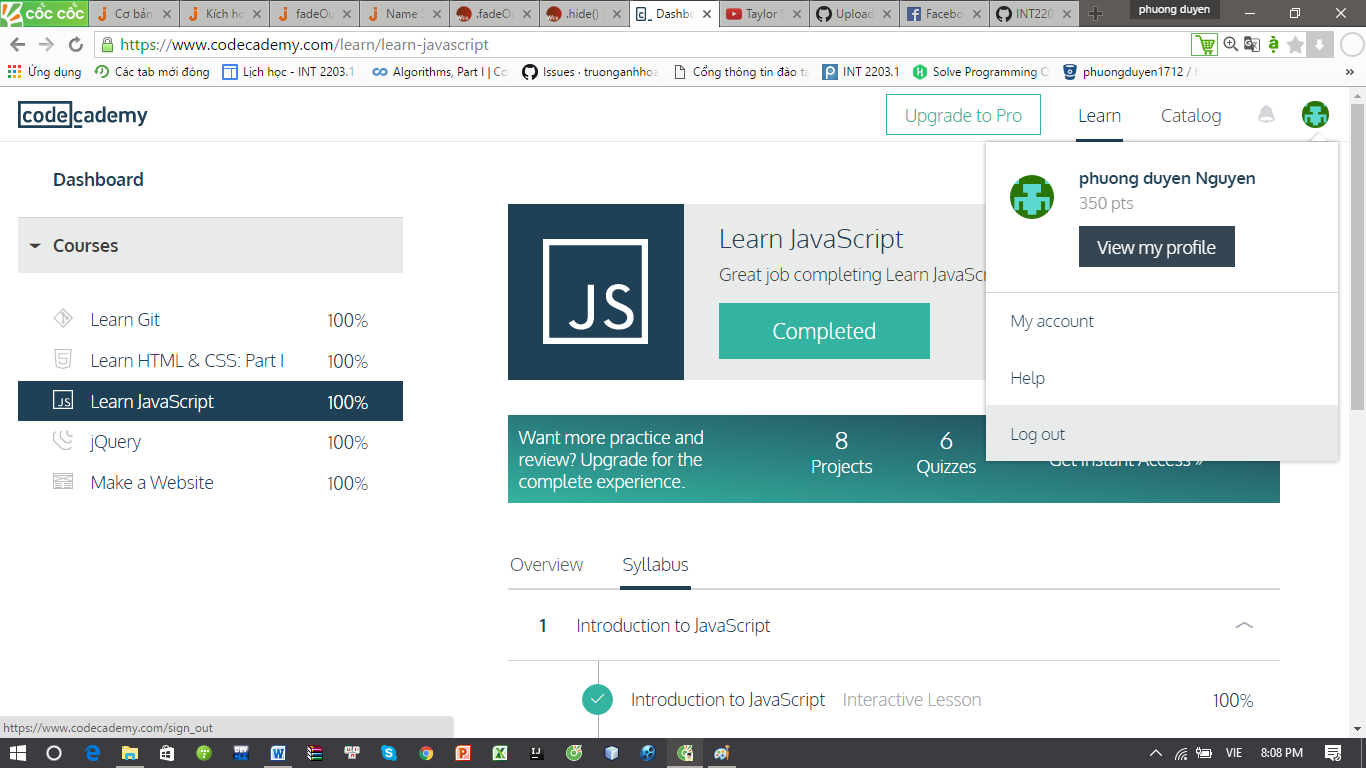 cốc cốc
Cơ bản
Kích ho
fadeOu
Name S
.fadeOu
.hide()
Dashbo
Taylor S
Upload
Facebo
INT220
phuong duyen
https://www.codecademy.com/learn/learn-javascript
Ứng dụng
Các tab mới đóng
Lịch học - INT 2203.1
Algorithms, Part I | Co
Issues · truonganhhoa
Cổng thông tin đào tạ
INT 2203.1
Solve Programming Q
phuongduyen1712 / h
»
codecademy
Upgrade to Pro
Learn
Catalog
Dashboard
phuong duyen Nguyen
350 pts
View my profile
My account
Help
Log out
Courses
Learn Git 100%
Learn HTML & CSS: Part I 100%
JS Learn JavaScript 100%
jQuery 100%
Make a Website 100%
JS
Learn JavaScript
Great job completing Learn JavaScr
Completed
Want more practice and
review? Upgrade for the
complete experience.
8
Projects
6
Quizzes
Get Instant Access »
Overview
Syllabus
1 Introduction to JavaScript
Introduction to JavaScript Interactive Lesson 100%
https://www.codecademy.com/sign_out
VIE
8:08 PM